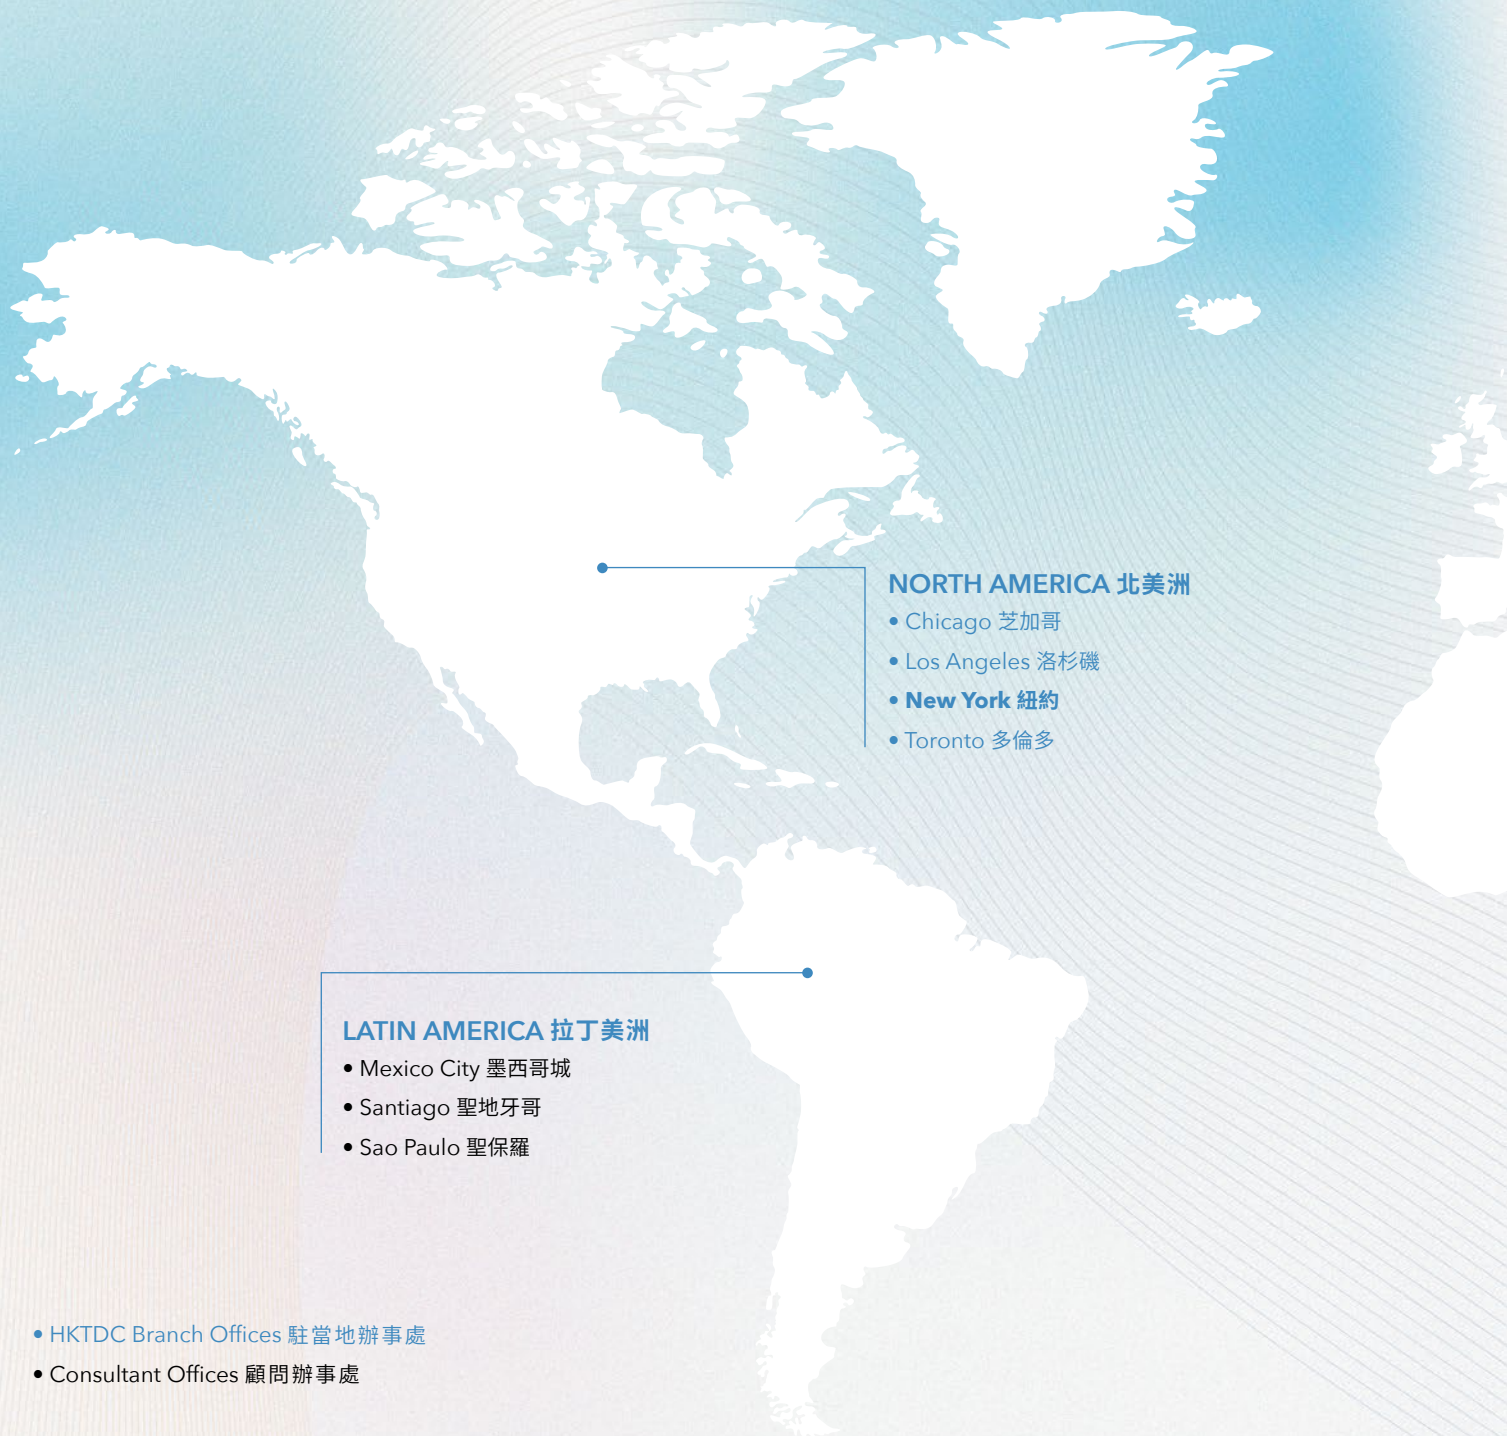 NORTH AMERICA 北美洲
• Chicago 芝加哥
• Los Angeles 洛杉磯
• New York 紐約
• Toronto 多倫多
LATIN AMERICA 拉丁美洲
• Mexico City 墨西哥城
• Santiago 聖地牙哥
• Sao Paulo 聖保羅
• HKTDC Branch Offices 駐當地辦事處
• Consultant Offices 顧問辦事處